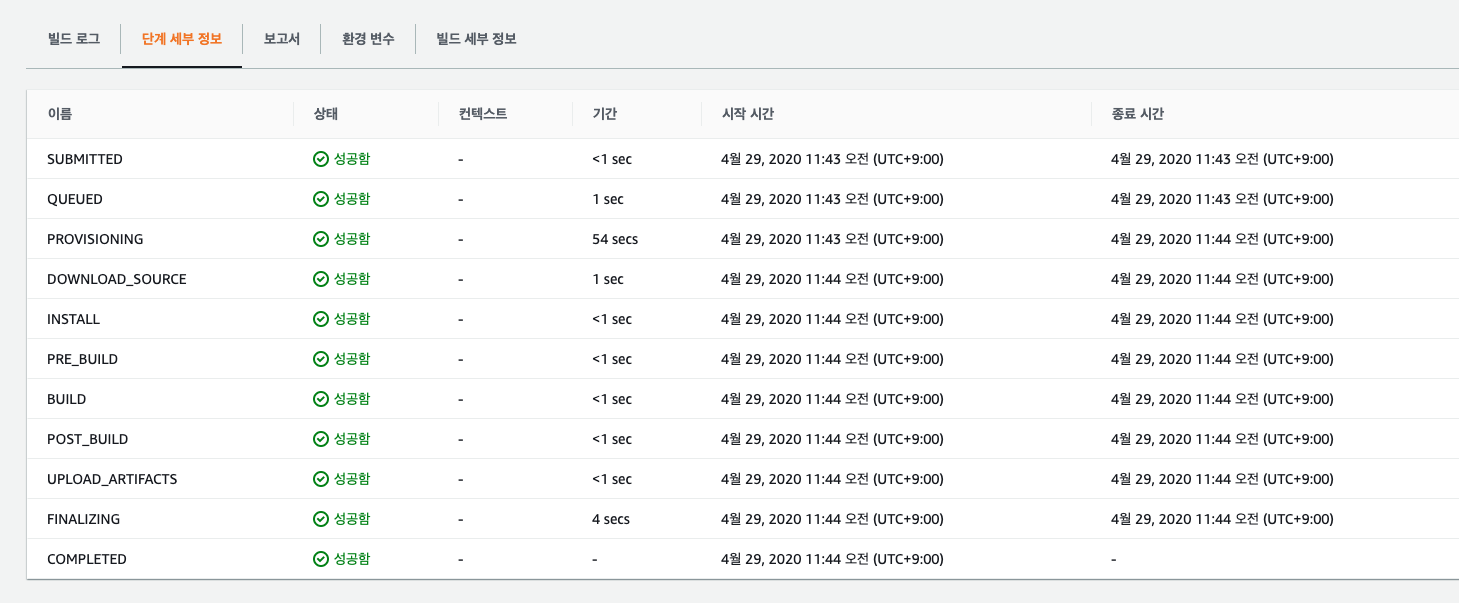 빌드 로그 단계 세부 정보 보고서 환경 변수 빌드 세부 정보
이름 상태 컨텍스트 기간 시작 시간 종료 시간
SUBMITTED 성공함 - <1 sec 4월 29, 2020 11:43 오전 (UTC+9:00) 4월 29, 2020 11:43 오전 (UTC+9:00)
QUEUED 성공함 - 1 sec 4월 29, 2020 11:43 오전 (UTC+9:00) 4월 29, 2020 11:43 오전 (UTC+9:00)
PROVISIONING 성공함 - 54 secs 4월 29, 2020 11:43 오전 (UTC+9:00) 4월 29, 2020 11:44 오전 (UTC+9:00)
DOWNLOAD_SOURCE 성공함 - 1 sec 4월 29, 2020 11:44 오전 (UTC+9:00) 4월 29, 2020 11:44 오전 (UTC+9:00)
INSTALL 성공함 - <1 sec 4월 29, 2020 11:44 오전 (UTC+9:00) 4월 29, 2020 11:44 오전 (UTC+9:00)
PRE_BUILD 성공함 - <1 sec 4월 29, 2020 11:44 오전 (UTC+9:00) 4월 29, 2020 11:44 오전 (UTC+9:00)
BUILD 성공함 - <1 sec 4월 29, 2020 11:44 오전 (UTC+9:00) 4월 29, 2020 11:44 오전 (UTC+9:00)
POST_BUILD 성공함 - <1 sec 4월 29, 2020 11:44 오전 (UTC+9:00) 4월 29, 2020 11:44 오전 (UTC+9:00)
UPLOAD_ARTIFACTS 성공함 - <1 sec 4월 29, 2020 11:44 오전 (UTC+9:00) 4월 29, 2020 11:44 오전 (UTC+9:00)
FINALIZING 성공함 - 4 secs 4월 29, 2020 11:44 오전 (UTC+9:00) 4월 29, 2020 11:44 오전 (UTC+9:00)
COMPLETED 성공함 - - 4월 29, 2020 11:44 오전 (UTC+9:00) -